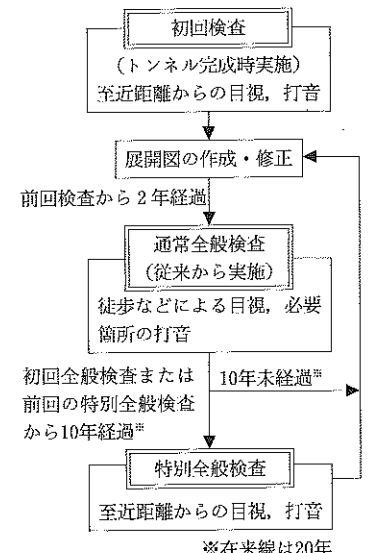 初回検査
（トンネル完成時実施）
至近距離からの目視，打音
展開図の作成・修正
前回検査から2年経過
通常全般検査
（従来から実施）
徒歩などによる目視，必要
箇所の打音
初回全般検査または
前回の特別全般検査
から10年経過※
10年未経過※
特別全般検査
至近距離からの目視，打音
※在来線は20年